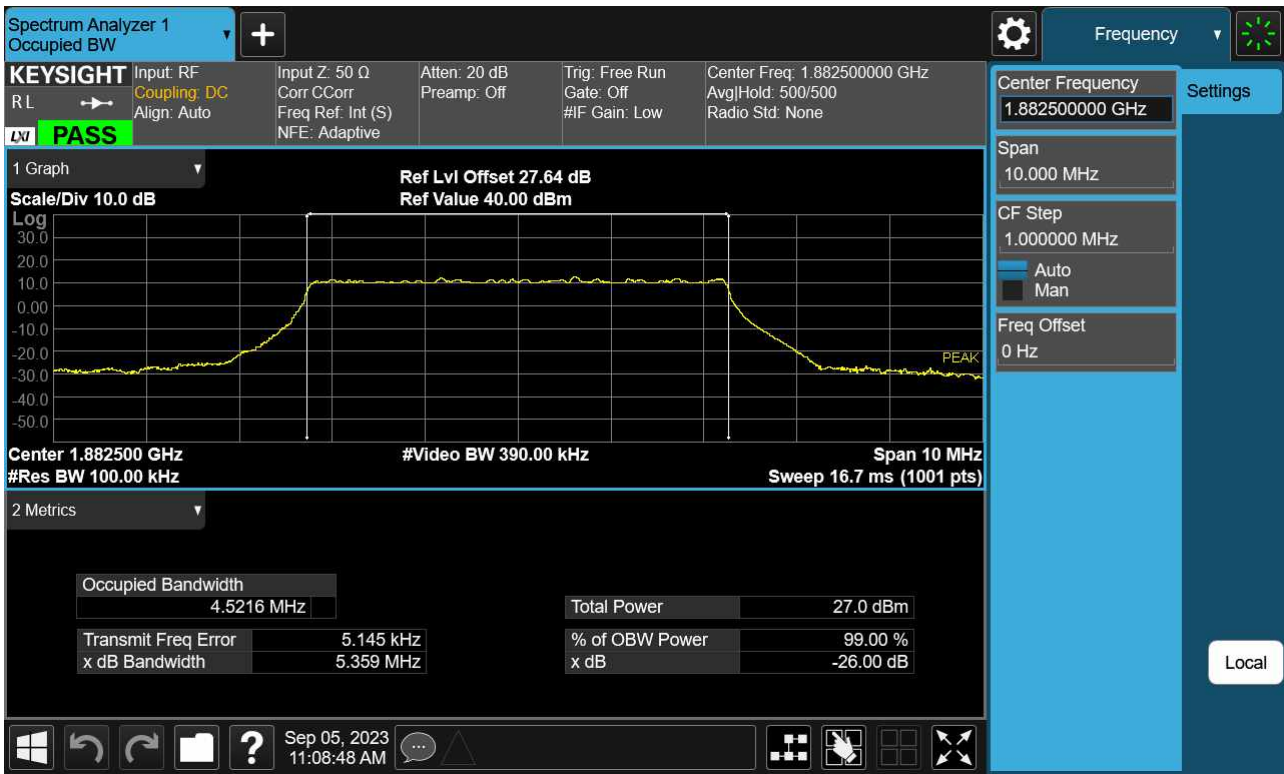 Spectrum Analyzer 1
Occupied BW
Frequency
KEYSIGHT
R L
LXI
PASS
Input: RF
Coupling: DC
Align: Auto
Input Z: 50 Ω
Corr CCorr
Freq Ref: Int (S)
NFE: Adaptive
Atten: 20 dB
Preamp: Off
Trig: Free Run
Gate: Off
#IF Gain: Low
Center Freq: 1.882500000 GHz
Avg|Hold: 500/500
Radio Std: None
Center Frequency
1.882500000 GHz
Settings
Span
10.000 MHz
CF Step
1.000000 MHz
Auto
Man
Freq Offset
0 Hz
Local
1 Graph
Scale/Div 10.0 dB
Ref Lvl Offset 27.64 dB
Ref Value 40.00 dBm
Log
30.0
20.0
10.0
0.00
-10.0
-20.0
-30.0
-40.0
-50.0
PEAK
Center 1.882500 GHz
#Video BW 390.00 kHz
Span 10 MHz
#Res BW 100.00 kHz
Sweep 16.7 ms (1001 pts)
2 Metrics
Occupied Bandwidth
4.5216 MHz
Total Power 27.0 dBm
Transmit Freq Error 5.145 kHz
% of OBW Power 99.00 %
x dB Bandwidth 5.359 MHz
x dB -26.00 dB
?
Sep 05, 2023
11:08:48 AM